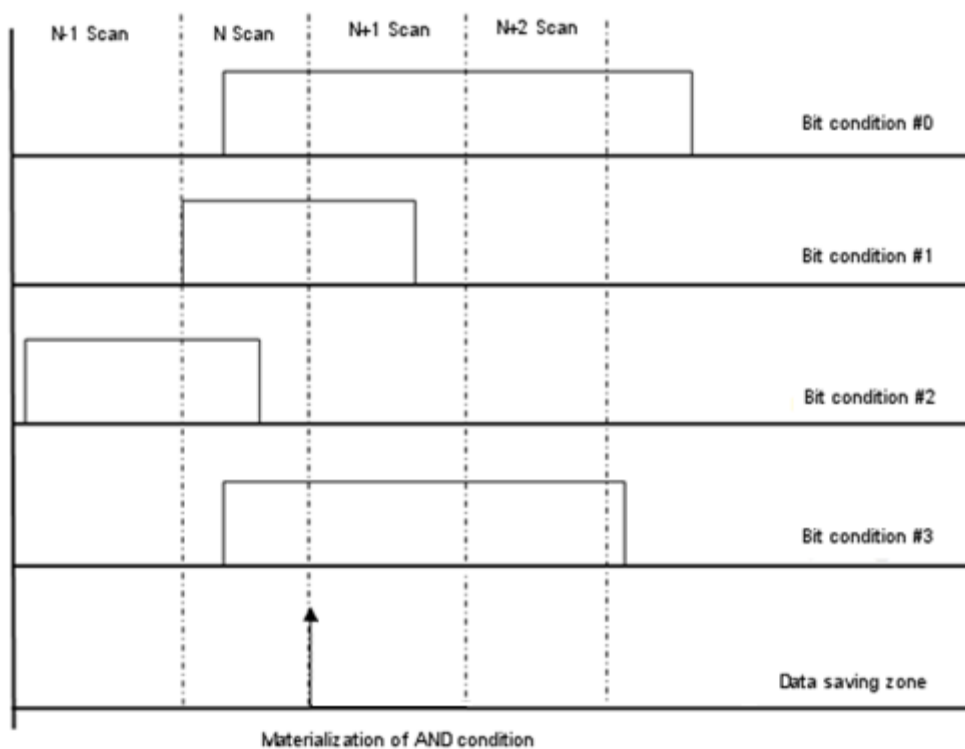 N-1 Scan
N Scan
N+1 Scan
N+2 Scan
Bit condition #0
Bit condition #1
Bit condition #2
Bit condition #3
Data saving zone
Materialization of AND condition